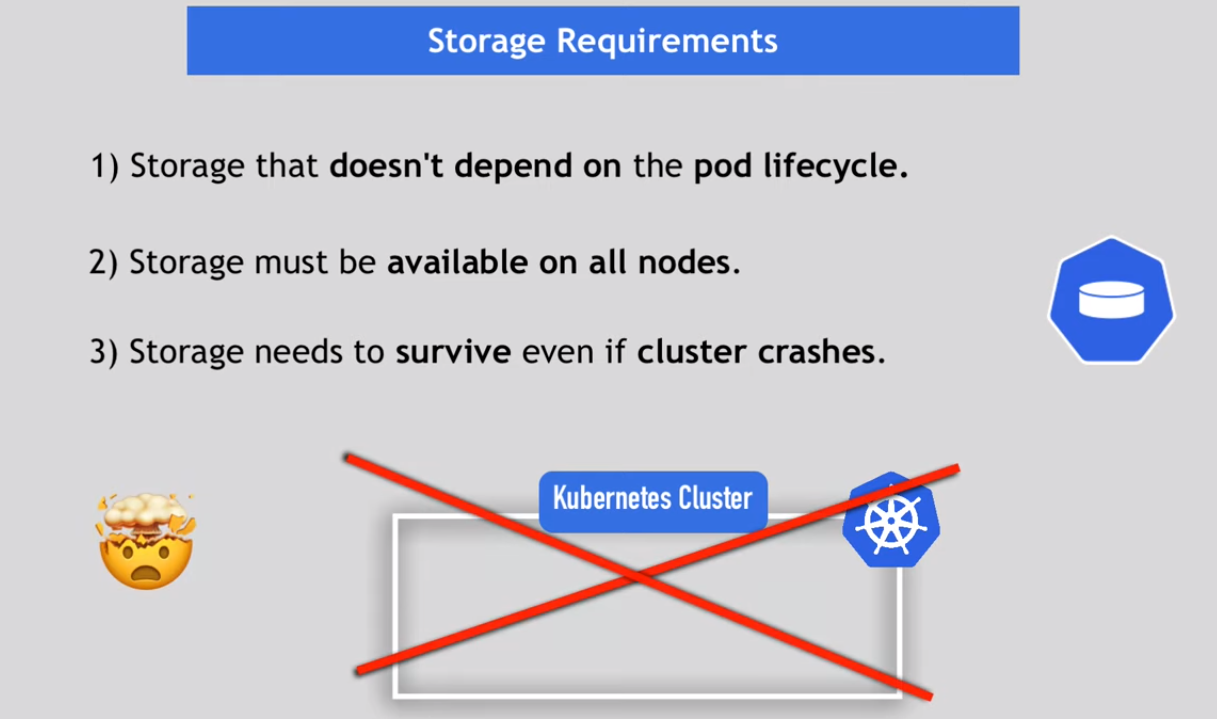 Storage Requirements
1) Storage that doesn't depend on the pod lifecycle.
2) Storage must be available on all nodes.
3) Storage needs to survive even if cluster crashes.
Kubernetes Cluster